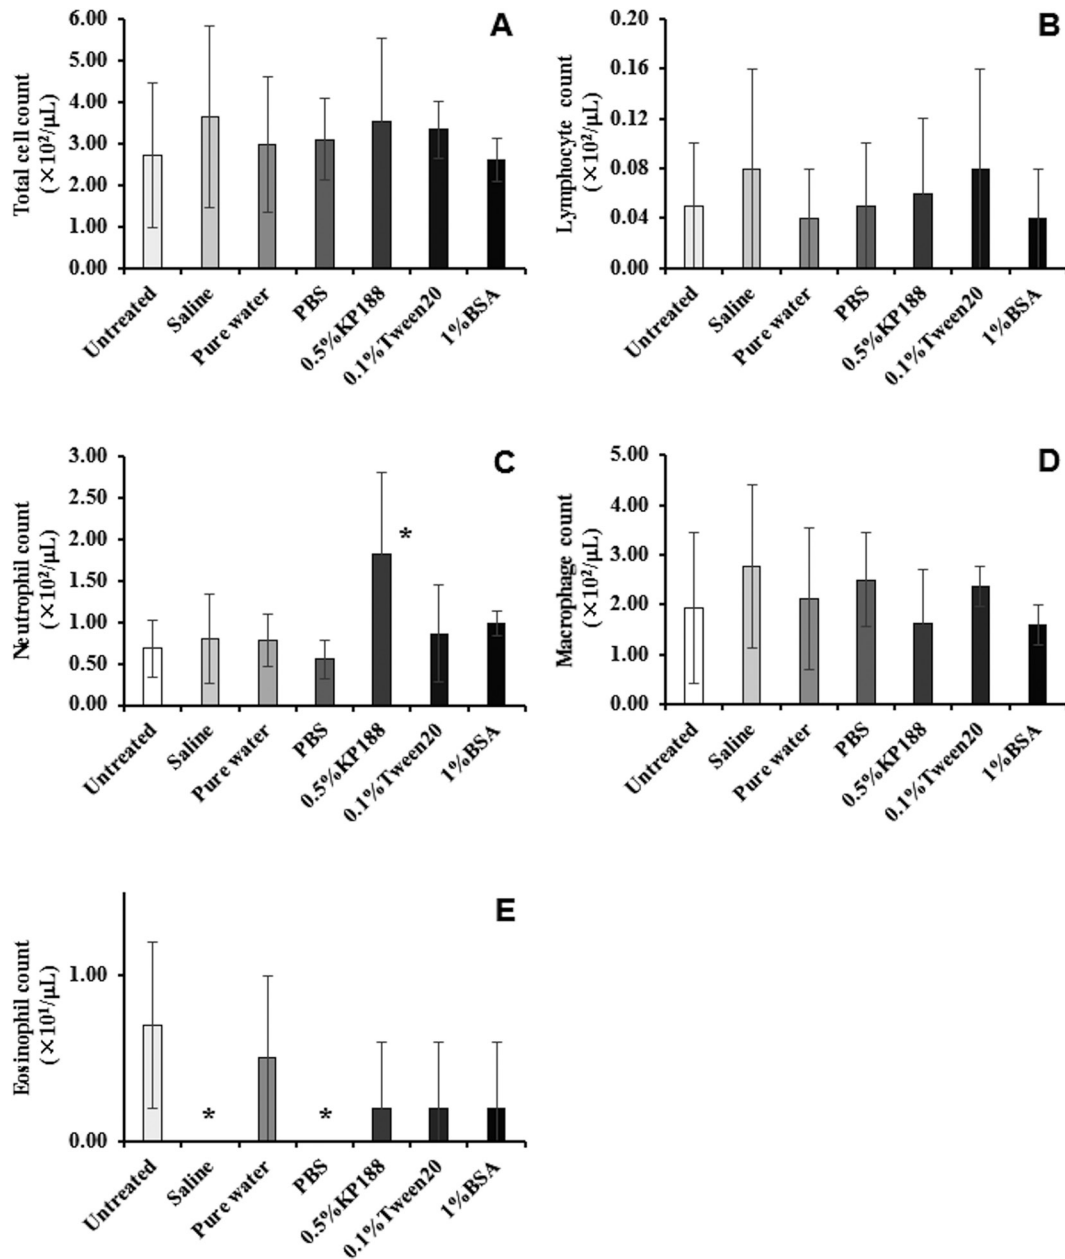 A
Total cell count
(×10²/μL)
6.00
5.00
4.00
3.00
2.00
1.00
0.00
Untreated
Saline
Pure water
PBS
0.5%KP188
0.1%Tween20
1%BSA
B
Lymphocyte count
(×10²/μL)
0.20
0.16
0.12
0.08
0.04
0.00
Untreated
Saline
Pure water
PBS
0.5%KP188
0.1%Tween20
1%BSA
C
Neutrophil count
(×10²/μL)
3.00
2.50
2.00
1.50
1.00
0.50
0.00
*
Untreated
Saline
Pure water
PBS
0.5%KP188
0.1%Tween20
1%BSA
D
Macrophage count
(×10²/μL)
5.00
4.00
3.00
2.00
1.00
0.00
Untreated
Saline
Pure water
PBS
0.5%KP188
0.1%Tween20
1%BSA
E
Eosinophil count
(×10¹/μL)
1.00
0.00
*
*
Untreated
Saline
Pure water
PBS
0.5%KP188
0.1%Tween20
1%BSA